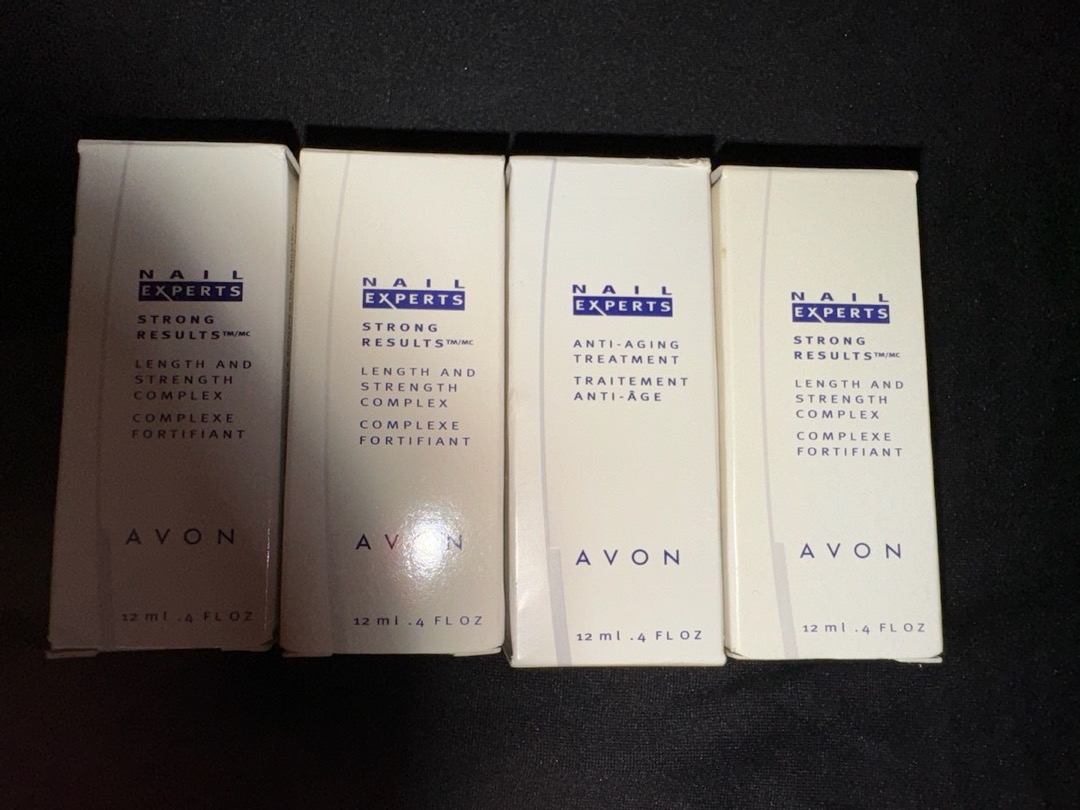 NAIL
EXPERTS
STRONG
RESULTS™/MC
LENGTH AND
STRENGTH
COMPLEX
COMPLEXE
FORTIFIANT
AVON
12 ml .4 FL OZ
NAIL
EXPERTS
STRONG
RESULTS™/MC
LENGTH AND
STRENGTH
COMPLEX
COMPLEXE
FORTIFIANT
AVON
12 ml .4 FL OZ
NAIL
EXPERTS
ANTI-AGING
TREATMENT
TRAITEMENT
ANTI-ÂGE
AVON
12 ml .4 FL OZ
NAIL
EXPERTS
STRONG
RESULTS™/MC
LENGTH AND
STRENGTH
COMPLEX
COMPLEXE
FORTIFIANT
AVON
12 ml .4 FL OZ